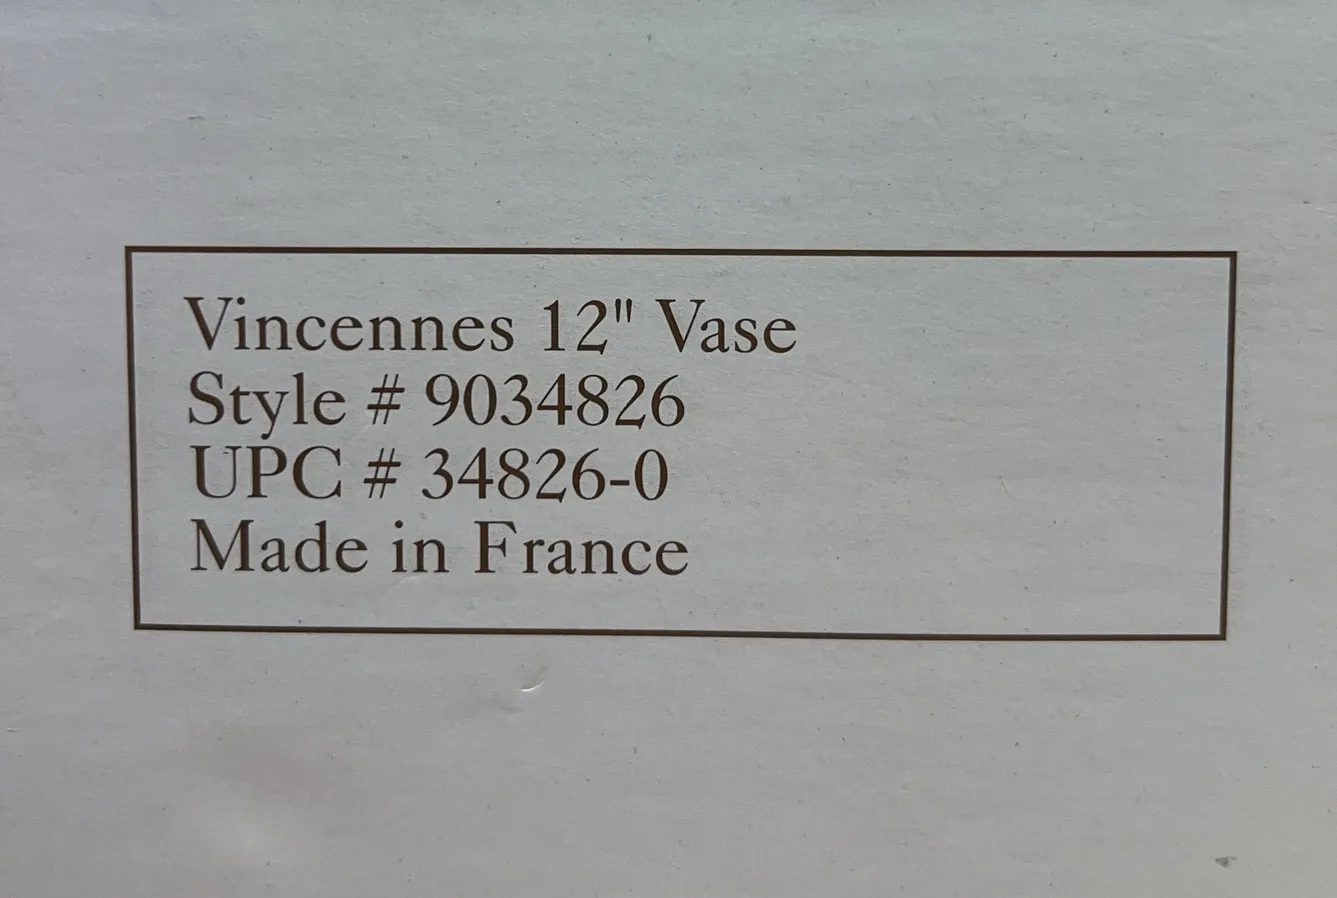 Vincennes 12" Vase
Style # 9034826
UPC # 34826-0
Made in France